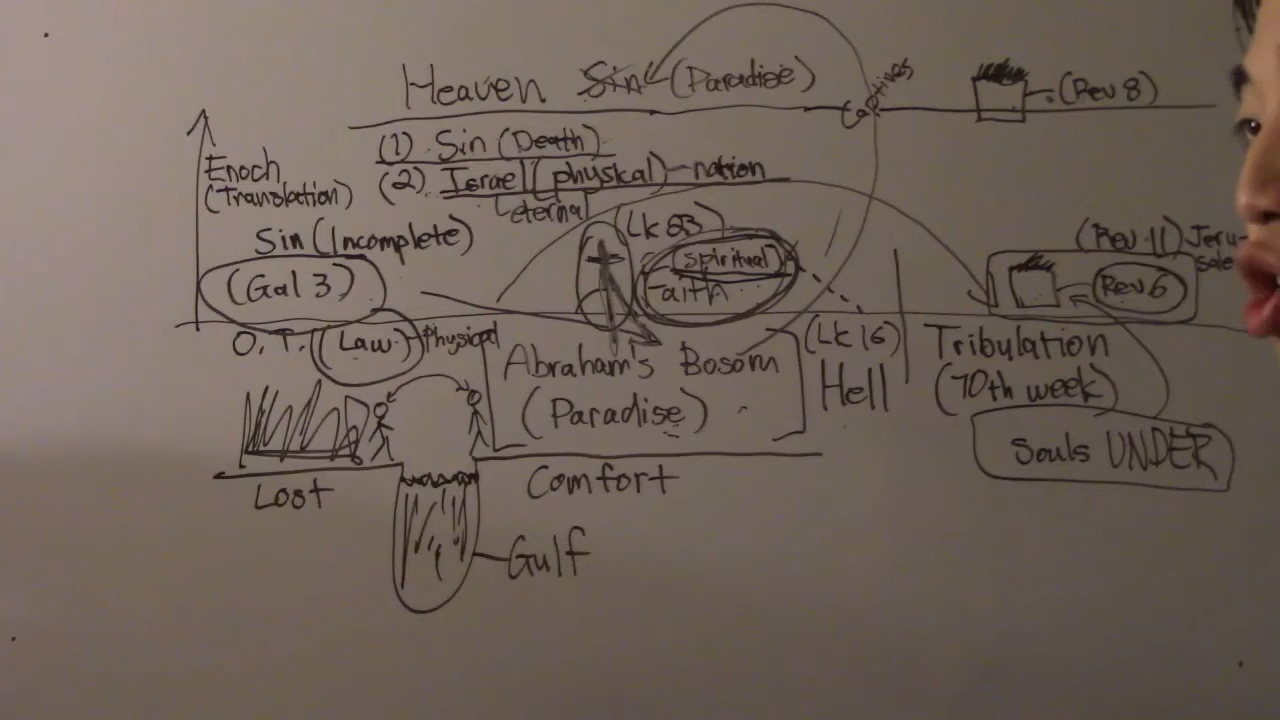 Heaven Sin (Paradise)
Captives
(Rev 8)
(1) Sin (Death)
(2) Israel (physical) - nation
eternal
Enoch
(Translation)
Sin (Incomplete)
(Gal 3)
(Lk 23)
spiritual
Faith
(Rev 11) Jeru-
sale
Rev 6
O.T. (Law) - Physical
Abraham's Bosom
(Paradise)
(Lk 16)
Hell
Tribulation
(70th week)
Souls UNDER
Lost
Comfort
Gulf